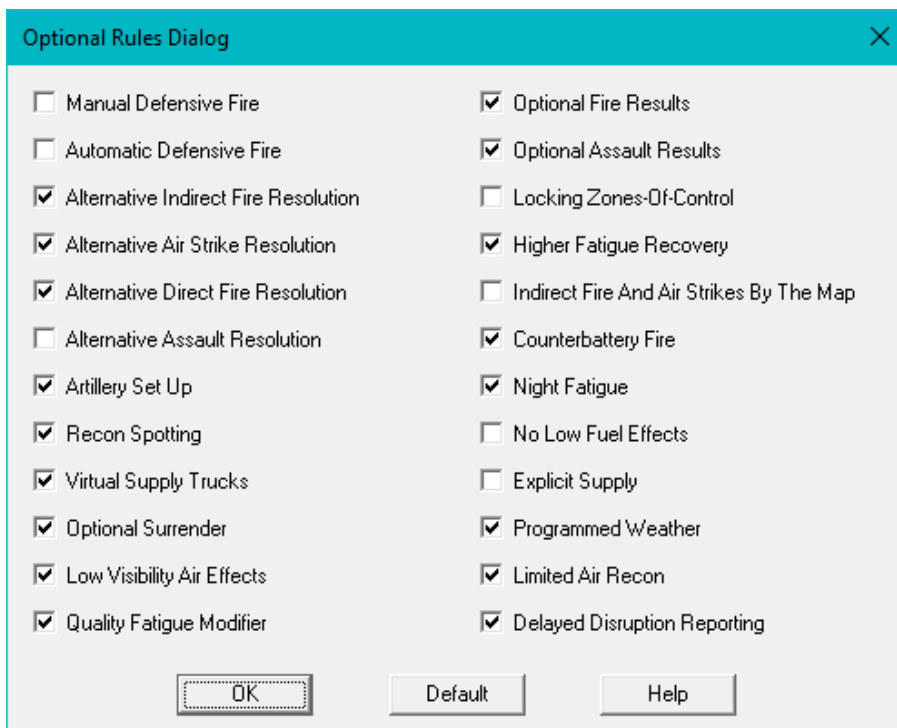 Optional Rules Dialog
Manual Defensive Fire
Automatic Defensive Fire
Alternative Indirect Fire Resolution
Alternative Air Strike Resolution
Alternative Direct Fire Resolution
Alternative Assault Resolution
Artillery Set Up
Recon Spotting
Virtual Supply Trucks
Optional Surrender
Low Visibility Air Effects
Quality Fatigue Modifier
Optional Fire Results
Optional Assault Results
Locking Zones-Of-Control
Higher Fatigue Recovery
Indirect Fire And Air Strikes By The Map
Counterbattery Fire
Night Fatigue
No Low Fuel Effects
Explicit Supply
Programmed Weather
Limited Air Recon
Delayed Disruption Reporting
OK
Default
Help